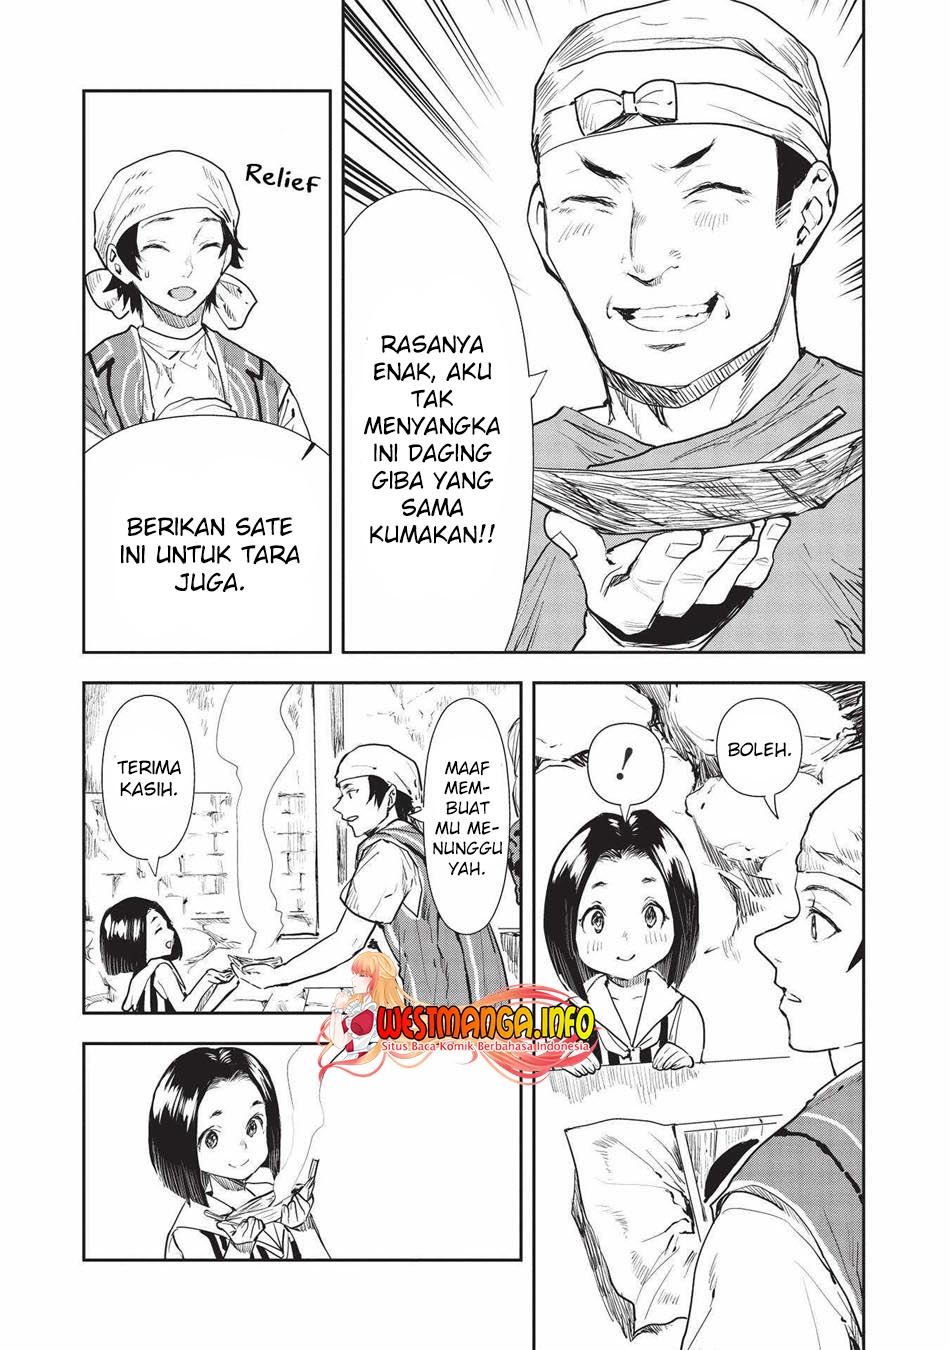 RASANYA
ENAK, AKU
TAK
MENYANGKA
INI DAGING
GIBA YANG
SAMA
KUMAKAN!!
Relief
BERIKAN SATE
INI UNTUK TARA
JUGA.
BOLEH.
!
MAAF
MEM-
BUAT
MU ME-
NUNGGU
YAH.
TERIMA
KASIH.
WESTMANGA.INFO
Situs Baca Komik Berbahasa Indonesia